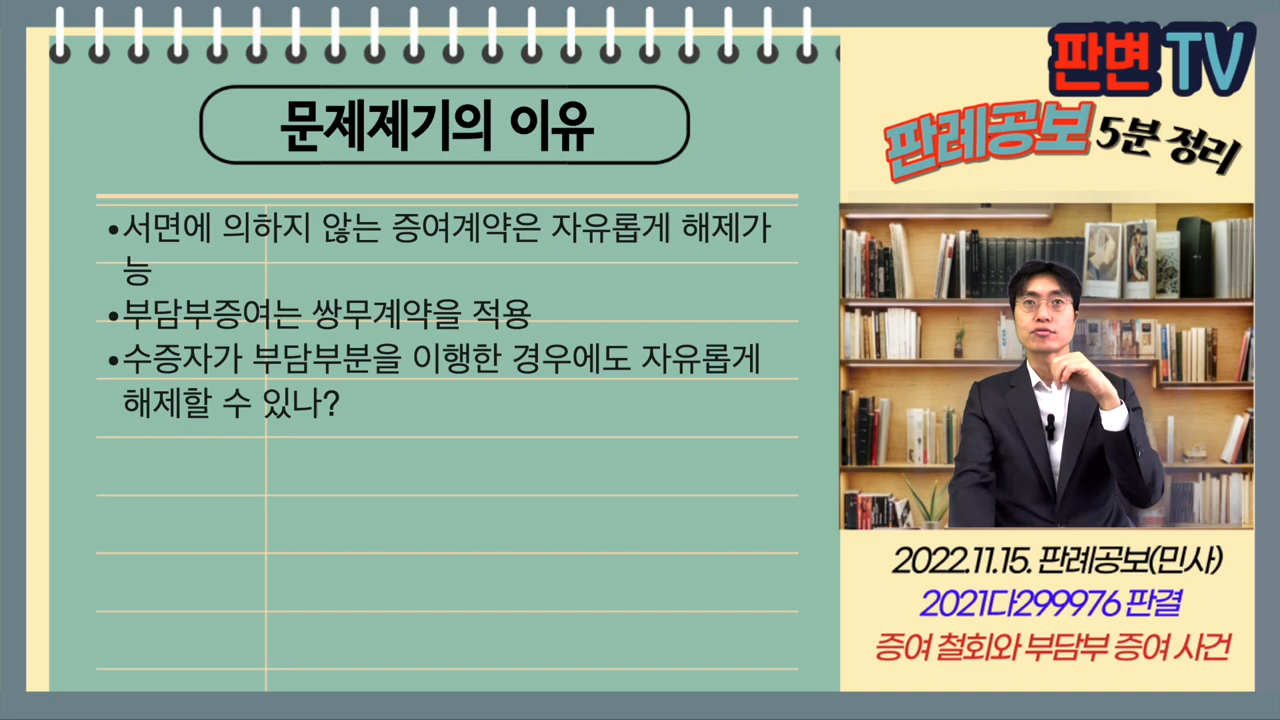 문제제기의 이유
•서면에 의하지 않는 증여계약은 자유롭게 해제가
능
•부담부증여는 쌍무계약을 적용
•수증자가 부담부분을 이행한 경우에도 자유롭게
해제할 수 있나?
판변 TV
판례공보 5분 정리
2022.11.15. 판례공보(민사)
2021다299976 판결
증여 철회와 부담부 증여 사건